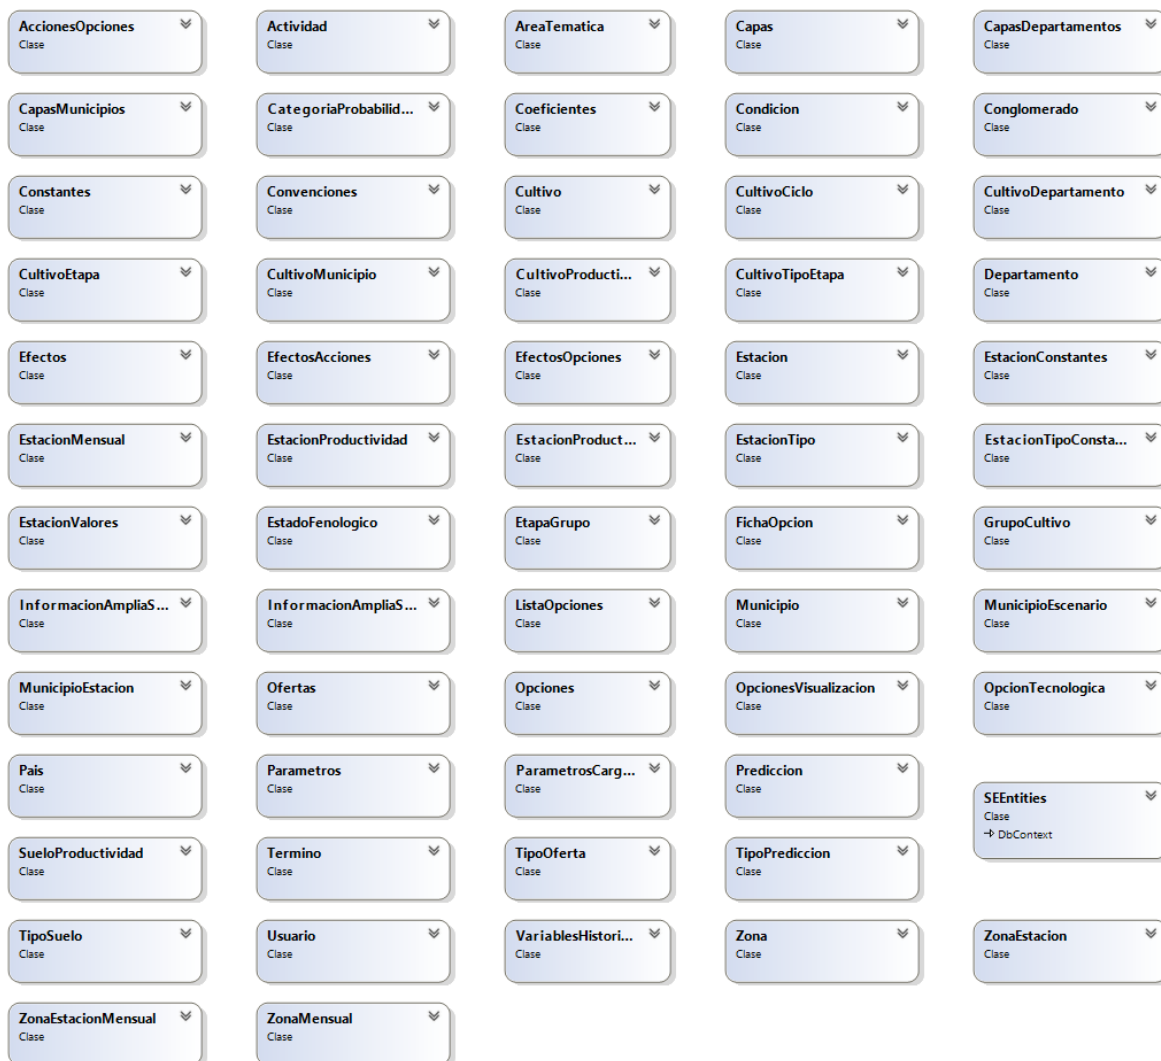 AccionesOpciones
Clase
Actividad
Clase
AreaTematica
Clase
Capas
Clase
CapasDepartamentos
Clase
CapasMunicipios
Clase
CategoriaProbabilid...
Clase
Coeficientes
Clase
Condicion
Clase
Conglomerado
Clase
Constantes
Clase
Convenciones
Clase
Cultivo
Clase
CultivoCiclo
Clase
CultivoDepartamento
Clase
CultivoEtapa
Clase
CultivoMunicipio
Clase
CultivoProducti...
Clase
CultivoTipoEtapa
Clase
Departamento
Clase
Efectos
Clase
EfectosAcciones
Clase
EfectosOpciones
Clase
Estacion
Clase
EstacionConstantes
Clase
EstacionMensual
Clase
EstacionProductividad
Clase
EstacionProduct...
Clase
EstacionTipo
Clase
EstacionTipoConsta...
Clase
EstacionValores
Clase
EstadoFenologico
Clase
EtapaGrupo
Clase
FichaOpcion
Clase
GrupoCultivo
Clase
InformacionAmpliaS...
Clase
InformacionAmpliaS...
Clase
ListaOpciones
Clase
Municipio
Clase
MunicipioEscenario
Clase
MunicipioEstacion
Clase
Ofertas
Clase
Opciones
Clase
OpcionesVisualizacion
Clase
OpcionTecnologica
Clase
Pais
Clase
Parametros
Clase
ParametrosCarg...
Clase
Prediccion
Clase
SEEntities
Clase
DbContext
SueloProductividad
Clase
Termino
Clase
TipoOferta
Clase
TipoPrediccion
Clase
TipoSuelo
Clase
Usuario
Clase
VariablesHistori...
Clase
Zona
Clase
ZonaEstacion
Clase
ZonaEstacionMensual
Clase
ZonaMensual
Clase